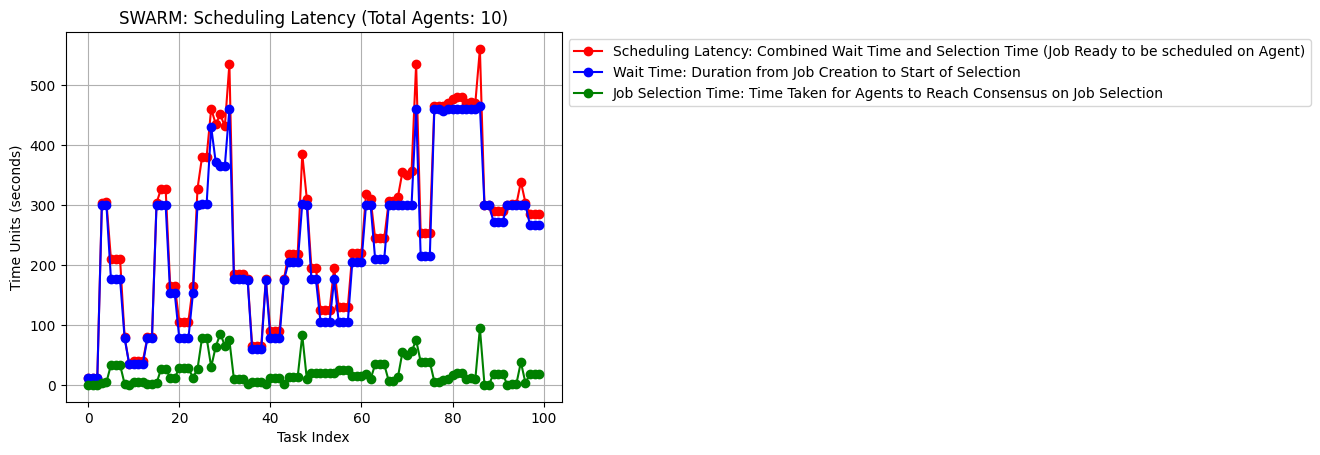 SWARM: Scheduling Latency (Total Agents: 10)
Scheduling Latency: Combined Wait Time and Selection Time (Job Ready to be scheduled on Agent)
Wait Time: Duration from Job Creation to Start of Selection
Job Selection Time: Time Taken for Agents to Reach Consensus on Job Selection
Time Units (seconds)
500
400
300
200
100
0
0 20 40 60 80 100
Task Index